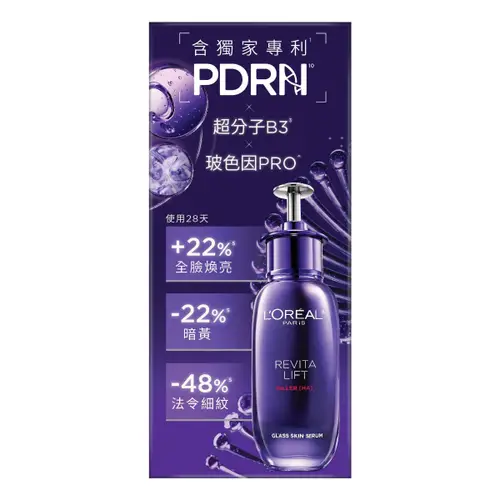 含獨家專利
PDRN
×
超分子B3
×
玻色因PRO
使用28天
+22%
全臉煥亮
-22%
暗黃
-48%
法令細紋
L'ORÉAL
PARIS
REVITA
LIFT
GLASS SKIN SERUM